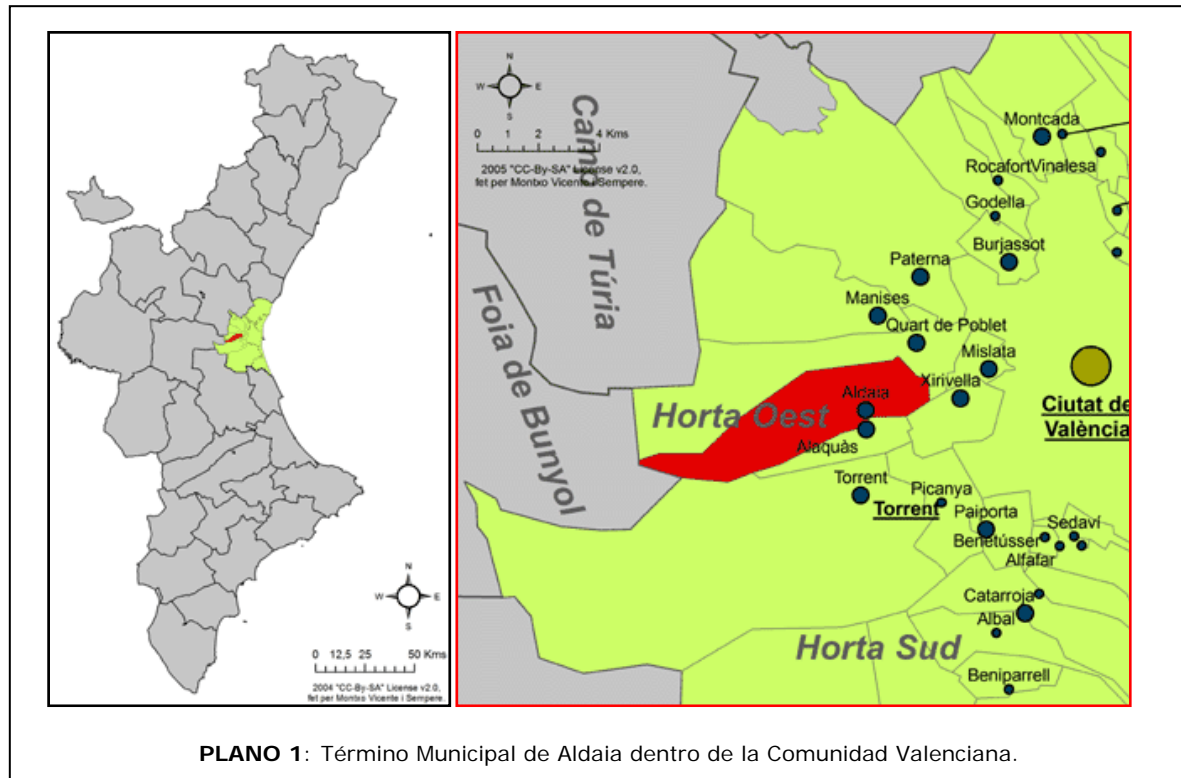 N
W E
S
0 12,5 25 50 Kms
2004 "CC-By-SA" License v2.0,
fet per Montxo Vicente i Sempere.
N
W E
S
0 1 2 4 Kms
2005 "CC-By-SA" License v2.0,
fet per Montxo Vicente i Sempere.
Camp de Túria
Foia de Bunyol
Montcada
Rocafort
Vinalesa
Godella
Burjassot
Paterna
Manises
Quart de Poblet
Mislata
Xirivella
Aldaia
Horta Oest
Alaquàs
Ciutat de
València
Torrent
Torrent
Picanya
Paiporta
Sedaví
Benetússer
Alfafar
Catarroja
Albal
Horta Sud
Beniparrell
PLANO 1: Término Municipal de Aldaia dentro de la Comunidad Valenciana.